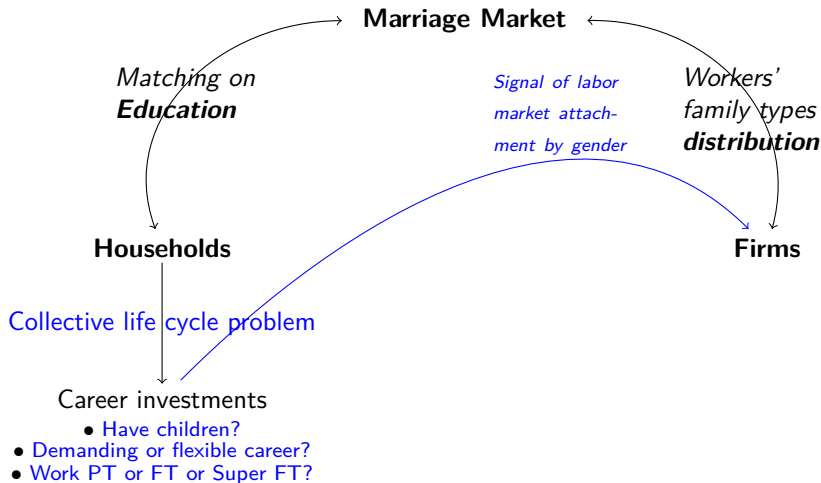 Marriage Market
Matching on
Education
Signal of labor
market attach-
ment by gender
Workers'
family types
distribution
Households
Firms
Collective life cycle problem
Career investments
• Have children?
• Demanding or flexible career?
• Work PT or FT or Super FT?